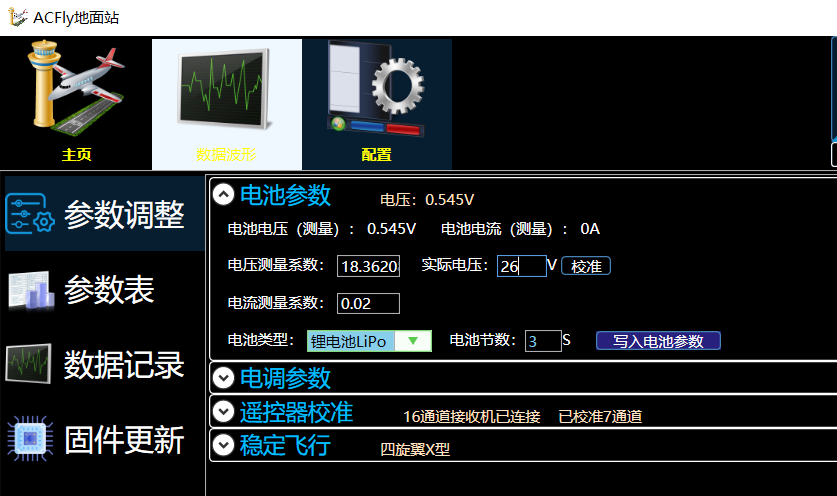 ACFly地面站
主页 数据波形 配置
参数调整
参数表
数据记录
固件更新
电池参数 电压：0.545V
电池电压（测量）： 0.545V 电池电流（测量）： 0A
电压测量系数： 18.3620 实际电压： 26 V 校准
电流测量系数： 0.02
电池类型： 锂电池LiPo 电池节数： 3 S 写入电池参数
电调参数
遥控器校准 16通道接收机已连接 已校准7通道
稳定飞行 四旋翼X型